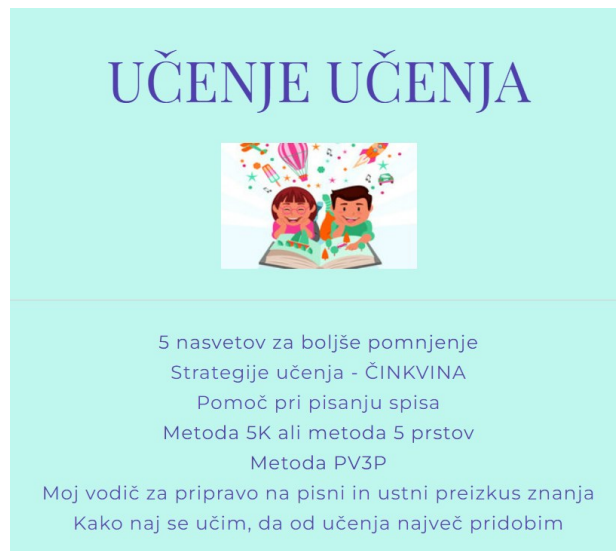 UČENJE UČENJA
5 nasvetov za boljše pomnjenje
Strategije učenja - ČINKVINA
Pomoč pri pisanju spisa
Metoda 5K ali metoda 5 prstov
Metoda PV3P
Moj vodič za pripravo na pisni in ustni preizkus znanja
Kako naj se učim, da od učenja največ pridobim